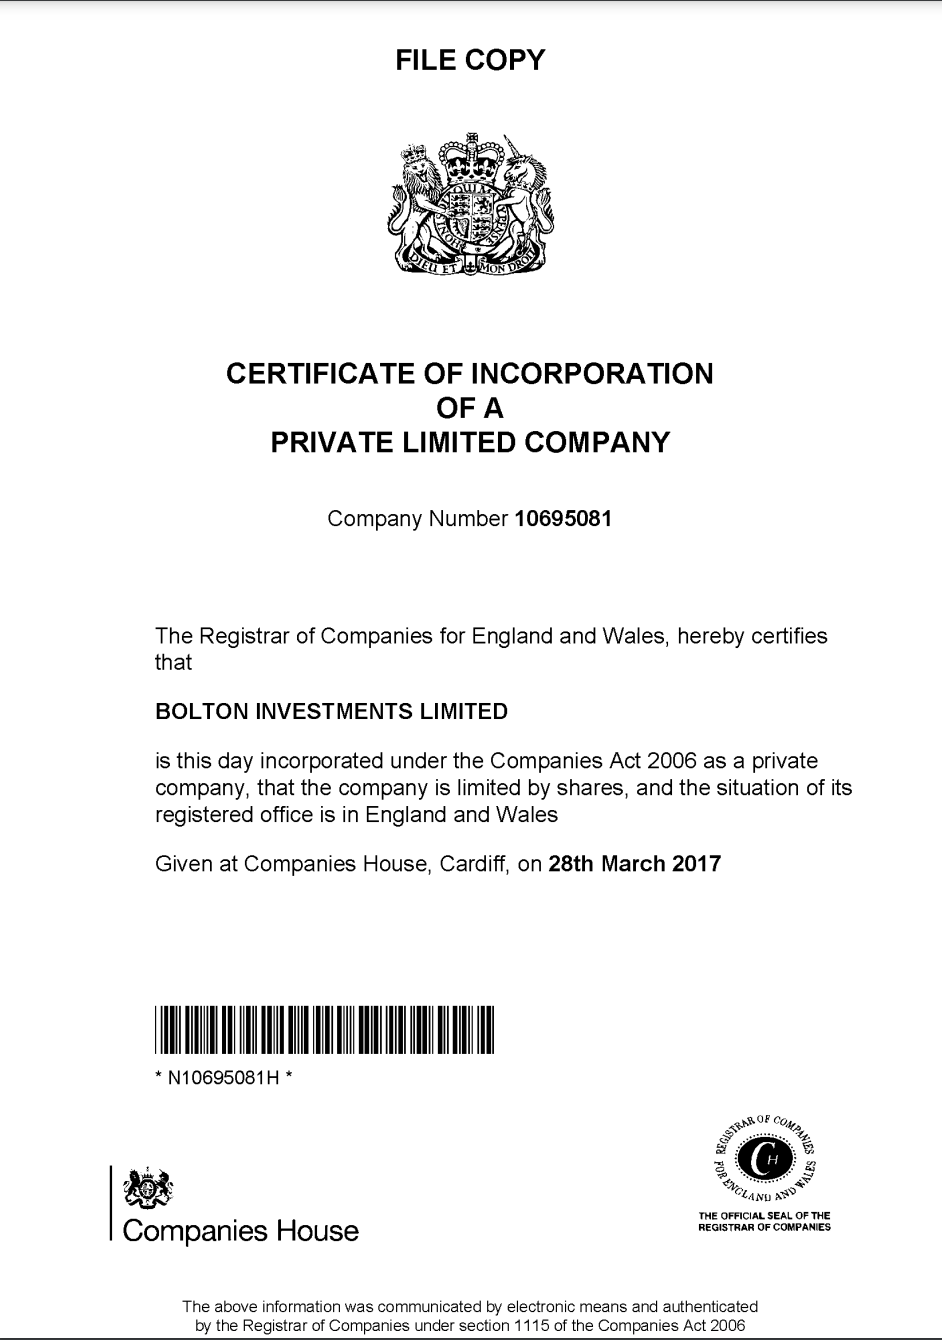 FILE COPY
QUI
DIEU ET MON DROIT
CERTIFICATE OF INCORPORATION
OF A
PRIVATE LIMITED COMPANY
Company Number 10695081
The Registrar of Companies for England and Wales, hereby certifies
that
BOLTON INVESTMENTS LIMITED
is this day incorporated under the Companies Act 2006 as a private
company, that the company is limited by shares, and the situation of its
registered office is in England and Wales
Given at Companies House, Cardiff, on 28th March 2017
* N10695081H *
REGISTRAR OF COMPANIES
FOR ENGLAND AND WALES
CH
THE OFFICIAL SEAL OF THE
REGISTRAR OF COMPANIES
Companies House
The above information was communicated by electronic means and authenticated
by the Registrar of Companies under section 1115 of the Companies Act 2006